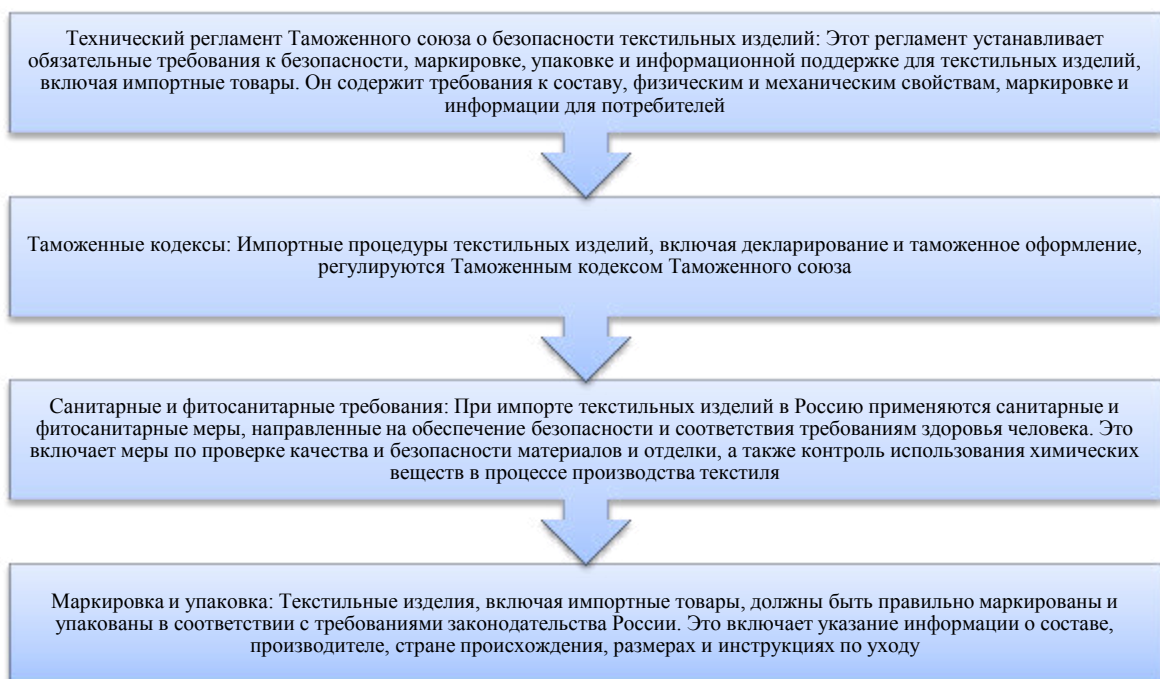 Технический регламент Таможенного союза о безопасности текстильных изделий: Этот регламент устанавливает
обязательные требования к безопасности, маркировке, упаковке и информационной поддержке для текстильных изделий,
включая импортные товары. Он содержит требования к составу, физическим и механическим свойствам, маркировке и
информации для потребителей
Таможенные кодексы: Импортные процедуры текстильных изделий, включая декларирование и таможенное оформление,
регулируются Таможенным кодексом Таможенного союза
Санитарные и фитосанитарные требования: При импорте текстильных изделий в Россию применяются санитарные и
фитосанитарные меры, направленные на обеспечение безопасности и соответствия требованиям здоровья человека. Это
включает меры по проверке качества и безопасности материалов и отделки, а также контроль использования химических
веществ в процессе производства текстиля
Маркировка и упаковка: Текстильные изделия, включая импортные товары, должны быть правильно маркированы и
упакованы в соответствии с требованиями законодательства России. Это включает указание информации о составе,
производителе, стране происхождения, размерах и инструкциях по уходу